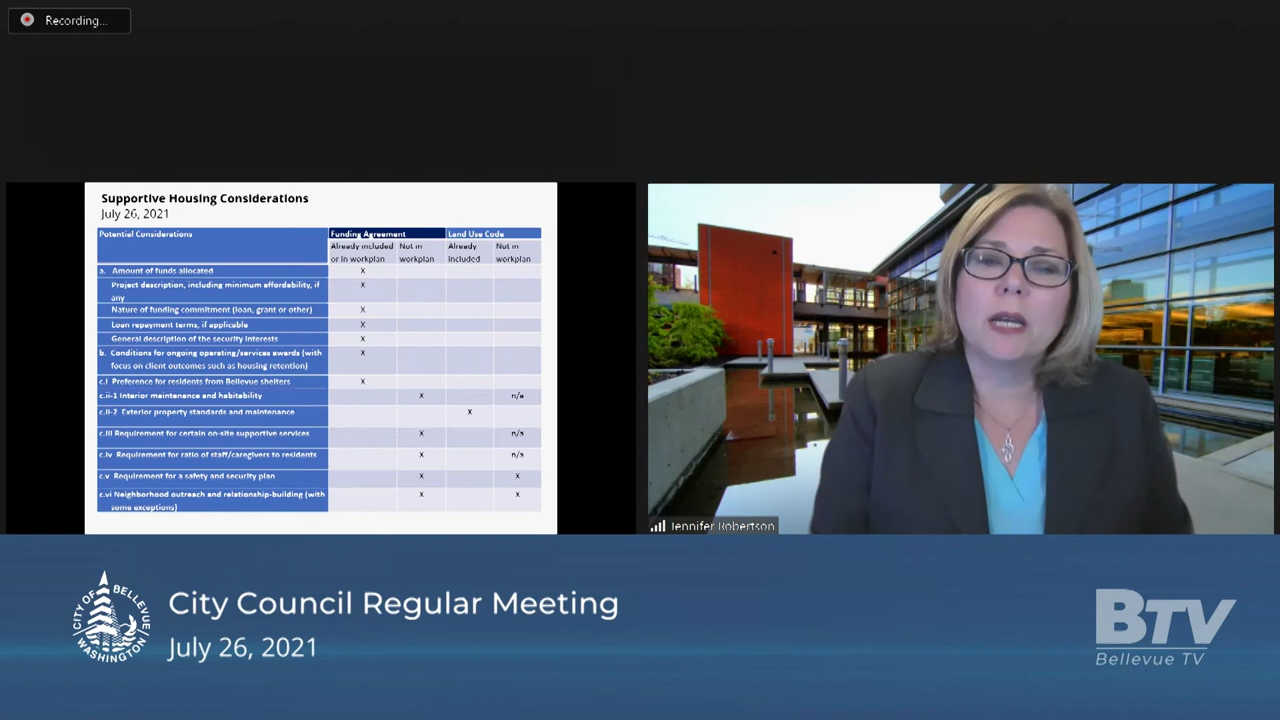 Recording...
Supportive Housing Considerations
July 26, 2021
Potential Considerations
Funding Agreement
Land Use Code
Already included or in workplan
Not in workplan
Already included
Not in workplan
a. Amount of funds allocated X
Project description, including minimum affordability, if any X
Nature of funding commitment (loan, grant or other) X
Loan repayment terms, if applicable X
General description of the security interests X
b. Conditions for ongoing operating/services awards (with focus on client outcomes such as housing retention) X
c.i Preference for residents from Bellevue shelters X
c.ii-1 Interior maintenance and habitability X n/a
c.ii-2 Exterior property standards and maintenance X
c.iii Requirement for certain on-site supportive services X n/a
c.iv Requirement for ratio of staff/caregivers to residents X n/a
c.v Requirement for a safety and security plan X X
c.vi Neighborhood outreach and relationship-building (with some exceptions) X X
Jennifer Robertson
CITY OF BELLEVUE
WASHINGTON
City Council Regular Meeting
July 26, 2021
BTV
Bellevue TV